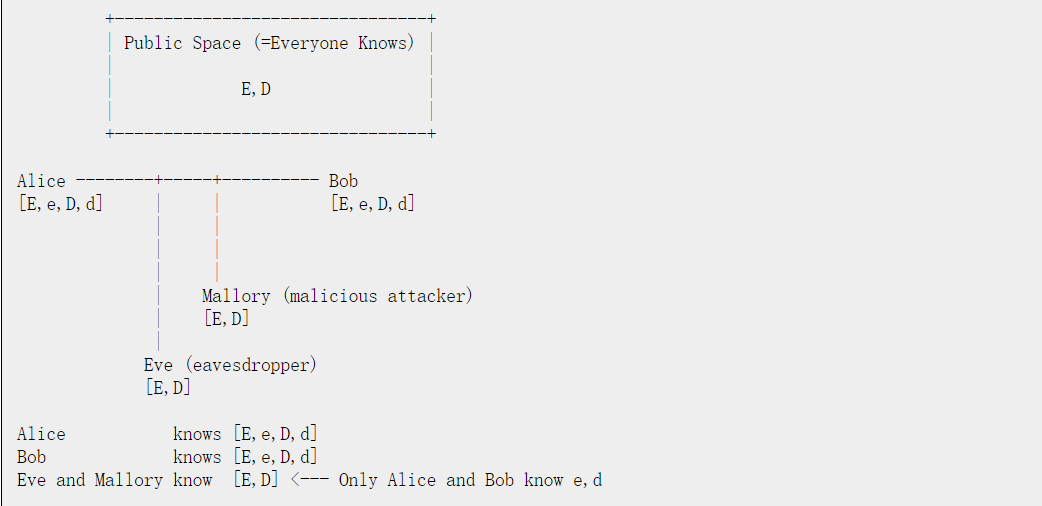 Public Space (=Everyone Knows)
E,D
Alice -------+-----+---------- Bob
[E,e,D,d] [E,e,D,d]
Mallory (malicious attacker)
[E,D]
Eve (eavesdropper)
[E,D]
Alice knows [E,e,D,d]
Bob knows [E,e,D,d]
Eve and Mallory know [E,D] <--- Only Alice and Bob know e,d